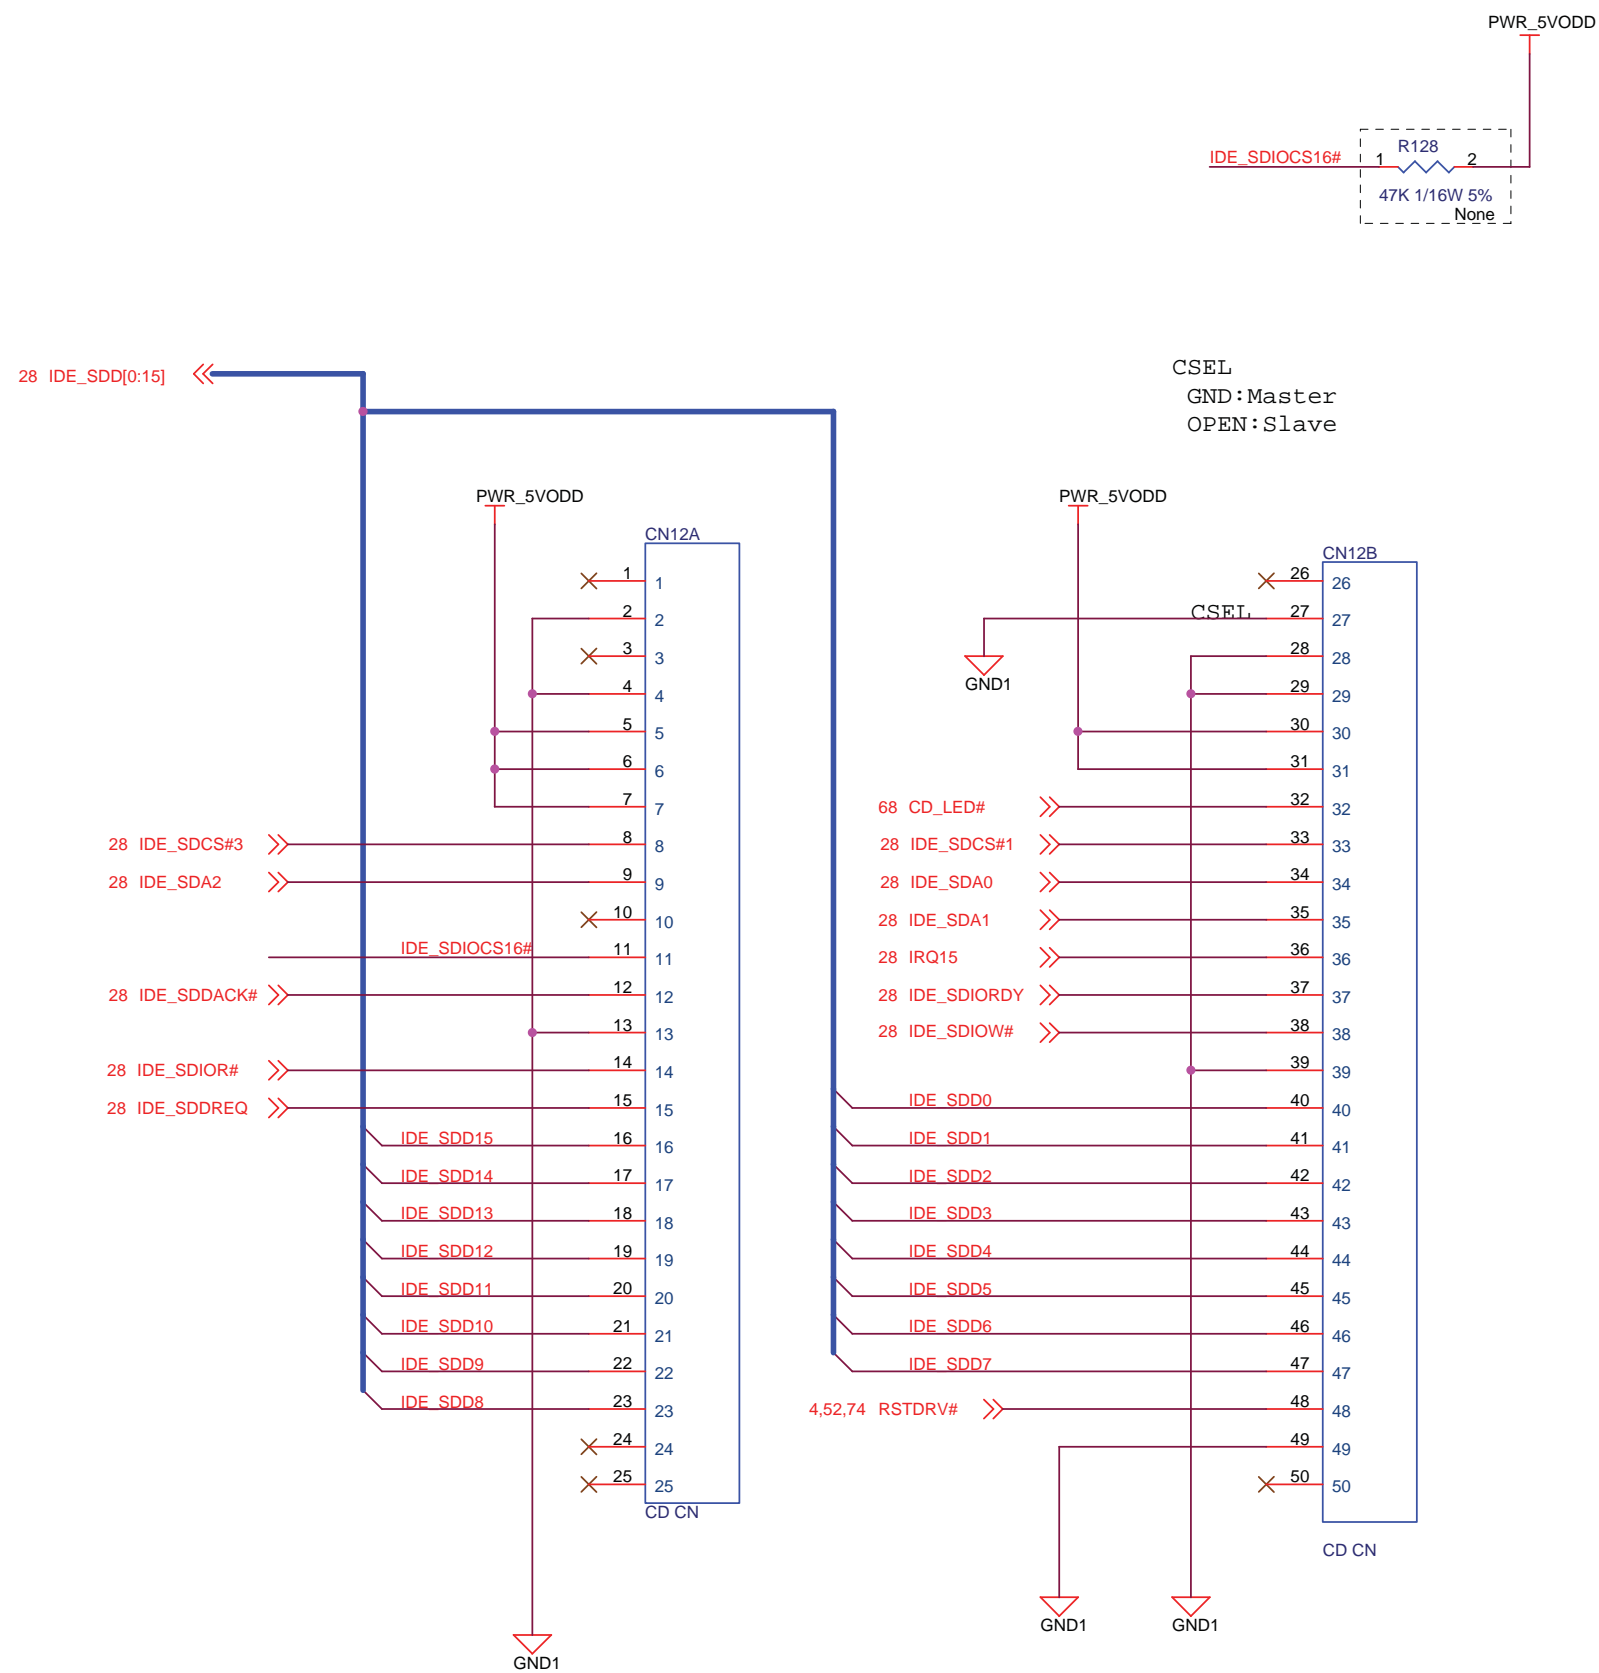 PWR_5VODD
IDE_SDIOCS16# 1 R128 2
47K 1/16W 5%
None
28 IDE_SDD[0:15]
CSEL
GND:Master
OPEN:Slave
PWR_5VODD
CN12A
1 1
2 2
3 3
4 4
5 5
6 6
7 7
28 IDE_SDCS#3 8 8
28 IDE_SDA2 9 9
10 10
IDE_SDIOCS16# 11 11
28 IDE_SDDACK# 12 12
13 13
28 IDE_SDIOR# 14 14
28 IDE_SDDREQ 15 15
IDE_SDD15 16 16
IDE_SDD14 17 17
IDE_SDD13 18 18
IDE_SDD12 19 19
IDE_SDD11 20 20
IDE_SDD10 21 21
IDE_SDD9 22 22
IDE_SDD8 23 23
24 24
25 25
CD CN
GND1
PWR_5VODD
CN12B
26 26
CSEL 27 27
GND1
28 28
29 29
30 30
31 31
68 CD_LED# 32 32
28 IDE_SDCS#1 33 33
28 IDE_SDA0 34 34
28 IDE_SDA1 35 35
28 IRQ15 36 36
28 IDE_SDIORDY 37 37
28 IDE_SDIOW# 38 38
39 39
IDE_SDD0 40 40
IDE_SDD1 41 41
IDE_SDD2 42 42
IDE_SDD3 43 43
IDE_SDD4 44 44
IDE_SDD5 45 45
IDE_SDD6 46 46
IDE_SDD7 47 47
4,52,74 RSTDRV# 48 48
49 49
50 50
CD CN
GND1
GND1